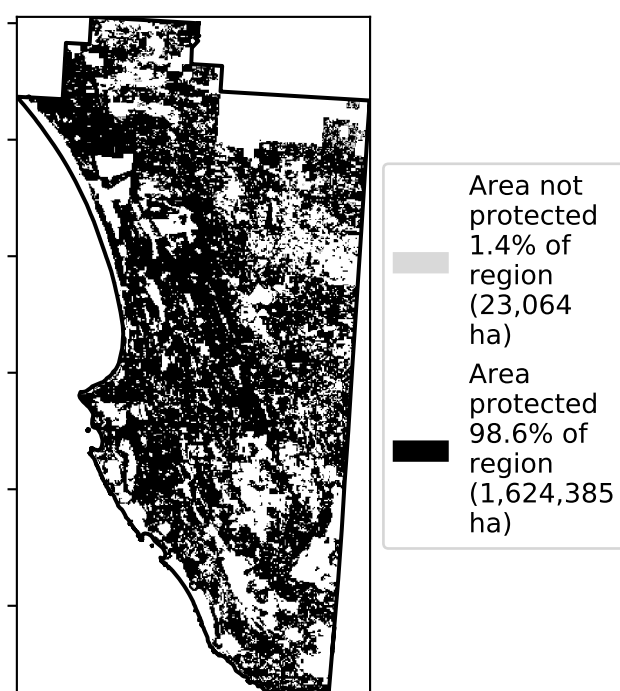 Area not
protected
1.4% of
region
(23,064
ha)
Area
protected
98.6% of
region
(1,624,385
ha)